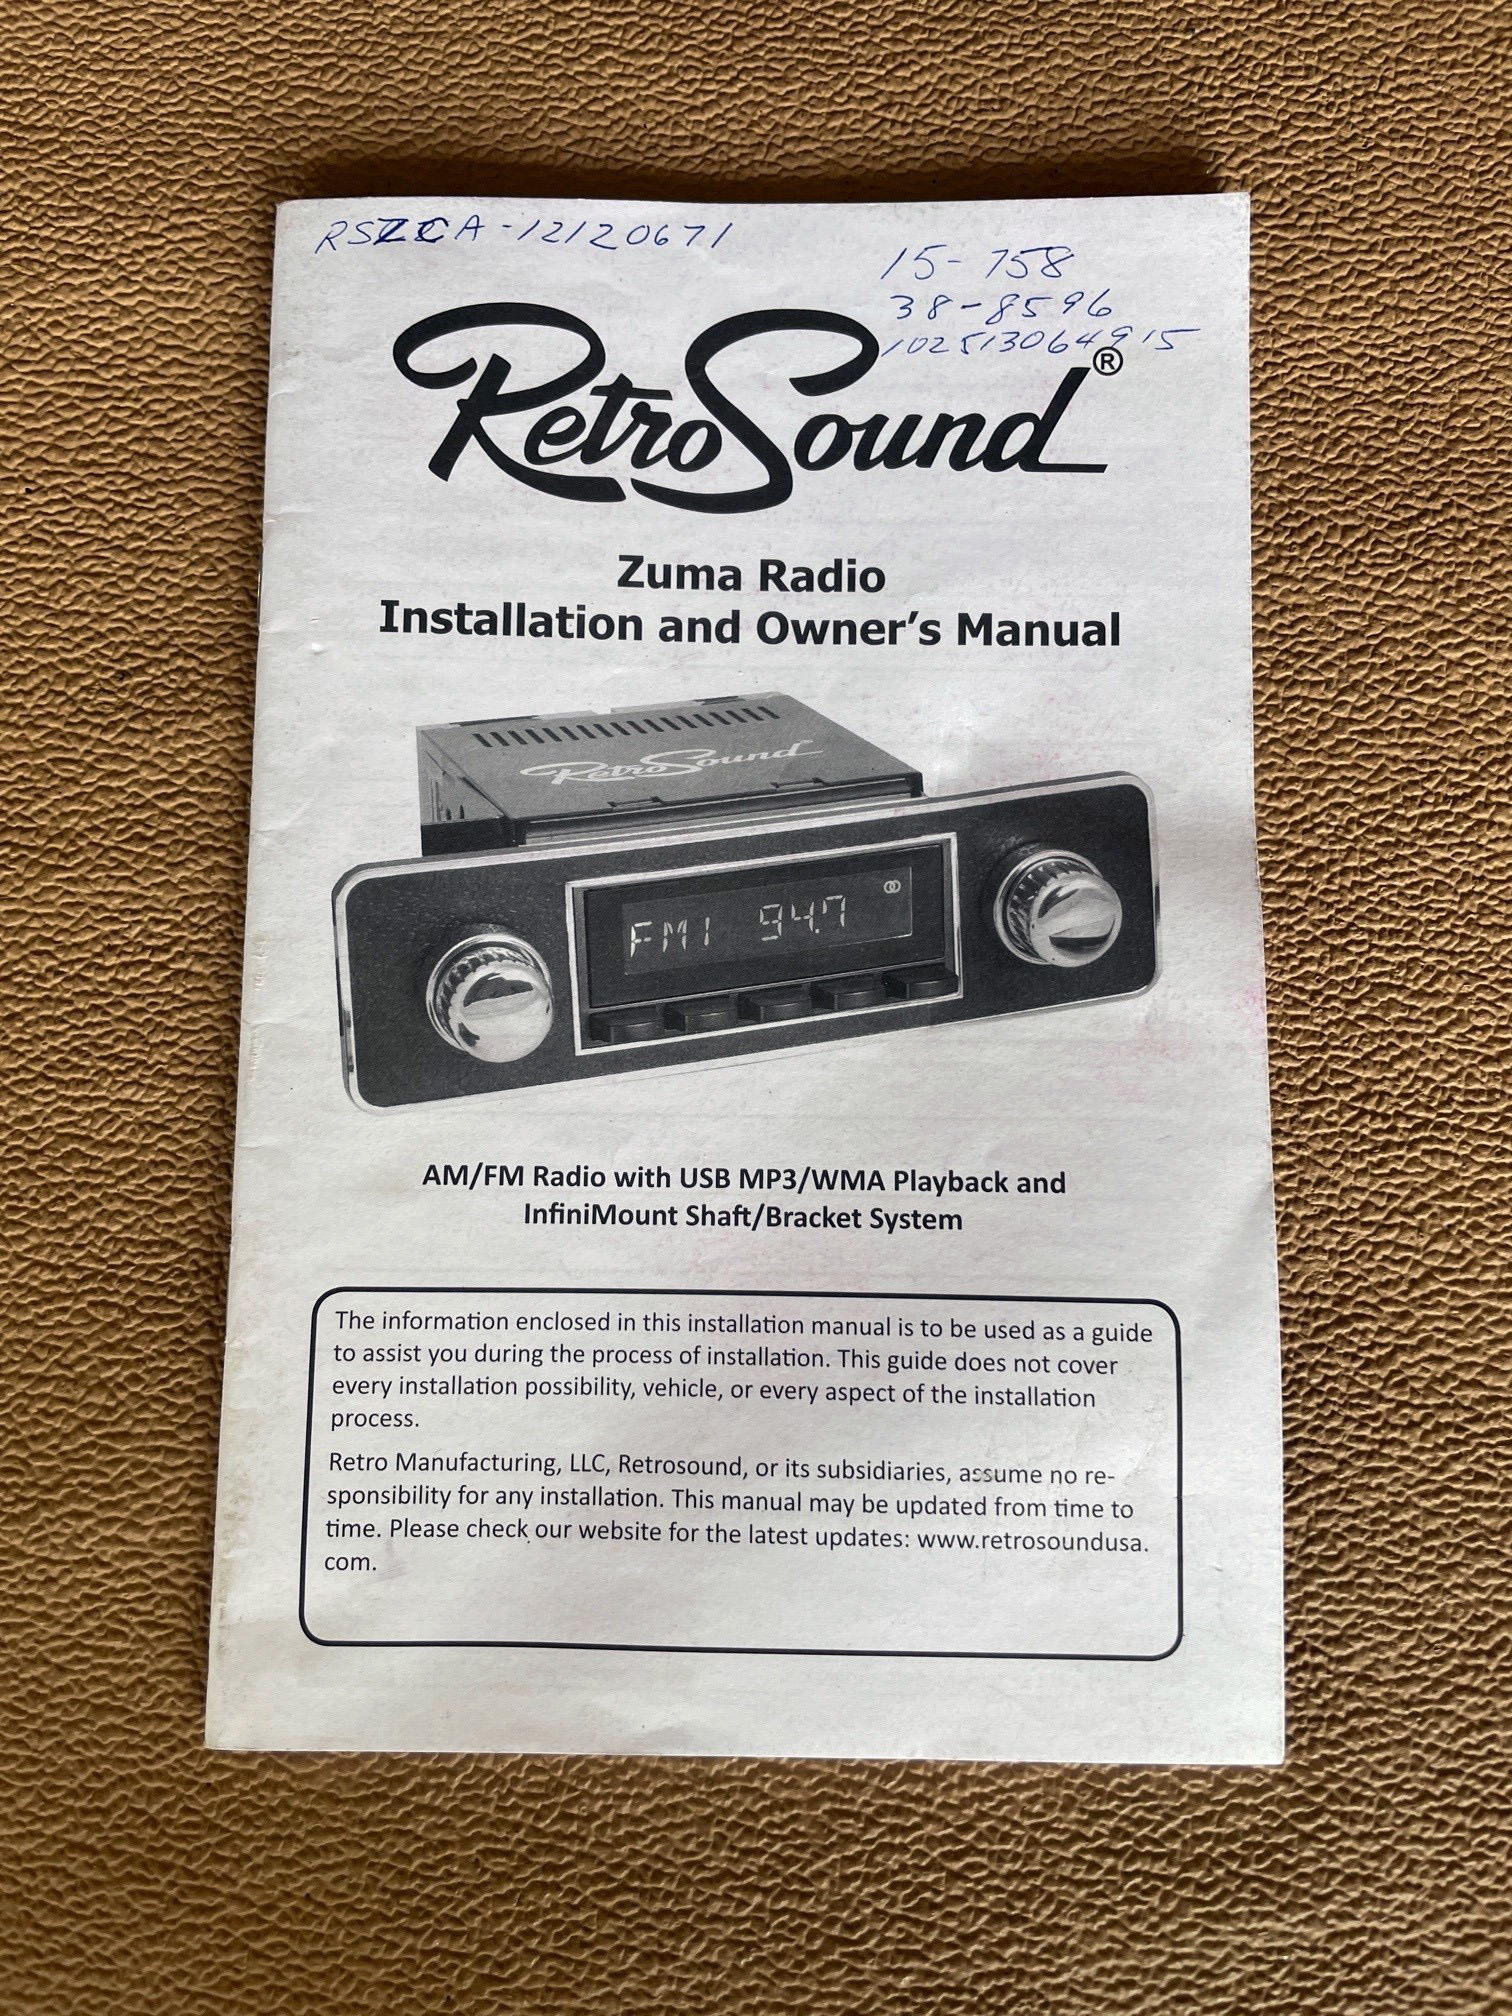 RSZCA-12120671
15-758
38-8596
102513064915
RetroSound®
Zuma Radio
Installation and Owner's Manual
RetroSound
FM1 94.7
AM/FM Radio with USB MP3/WMA Playback and
InfiniMount Shaft/Bracket System
The information enclosed in this installation manual is to be used as a guide
to assist you during the process of installation. This guide does not cover
every installation possibility, vehicle, or every aspect of the installation
process.
Retro Manufacturing, LLC, Retrosound, or its subsidiaries, assume no re-
sponsibility for any installation. This manual may be updated from time to
time. Please check our website for the latest updates: www.retrosoundusa.
com.